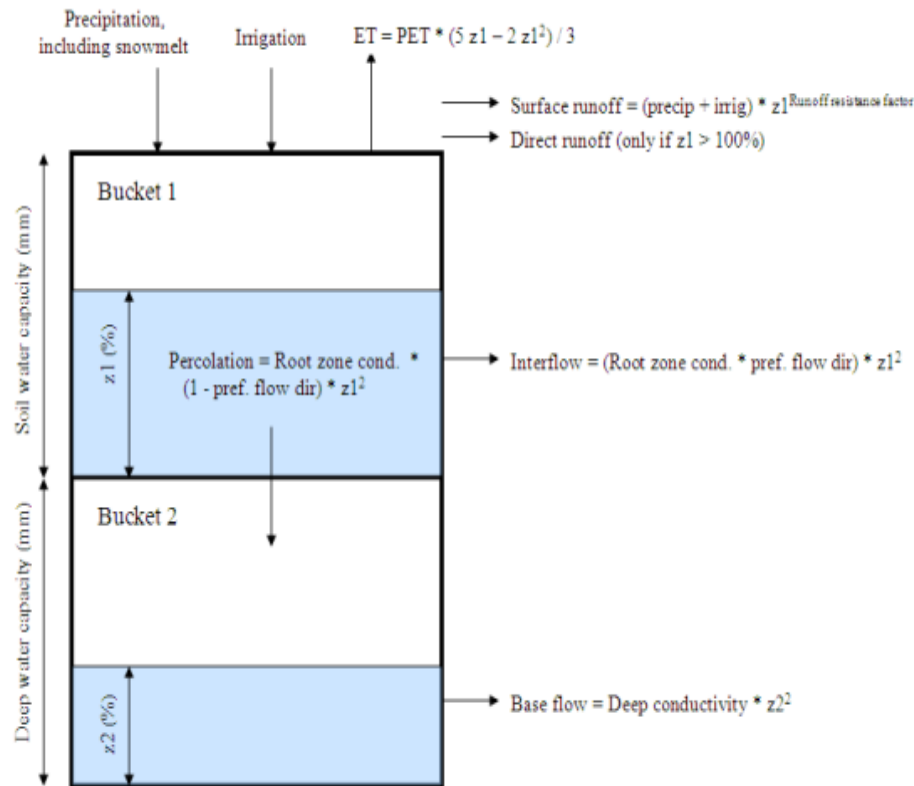 Precipitation,
including snowmelt
Irrigation
ET = PET * (5 z1 – 2 z1²) / 3
Surface runoff = (precip + irrig) * z1^Runoff resistance factor
Direct runoff (only if z1 > 100%)
Bucket 1
Soil water capacity (mm)
z1 (%)
Percolation = Root zone cond. *
(1 - pref. flow dir) * z1²
Interflow = (Root zone cond. * pref. flow dir) * z1²
Bucket 2
Deep water capacity (mm)
z2 (%)
Base flow = Deep conductivity * z2²